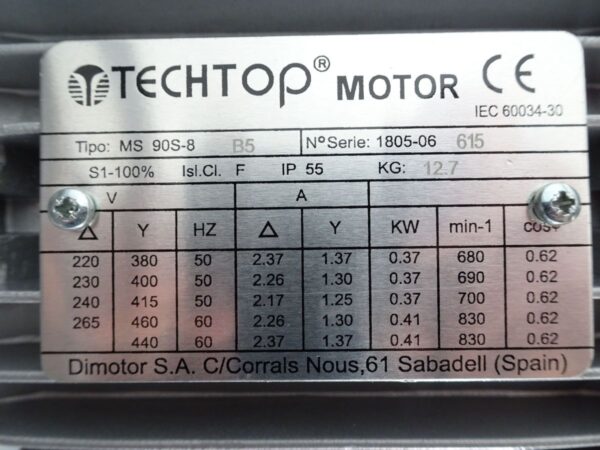 TECHTOP® MOTOR CE
IEC 60034-30
Tipo: MS 90S-8 B5 Nº Serie: 1805-06 615
S1-100% Isl.Cl. F IP 55 KG: 12.7
V A
Δ Y HZ Δ Y KW min-1 cosφ
220 380 50 2.37 1.37 0.37 680 0.62
230 400 50 2.26 1.30 0.37 690 0.62
240 415 50 2.17 1.25 0.37 700 0.62
265 460 60 2.26 1.30 0.41 830 0.62
440 60 2.37 1.37 0.41 830 0.62
Dimotor S.A. C/Corrals Nous,61 Sabadell (Spain)